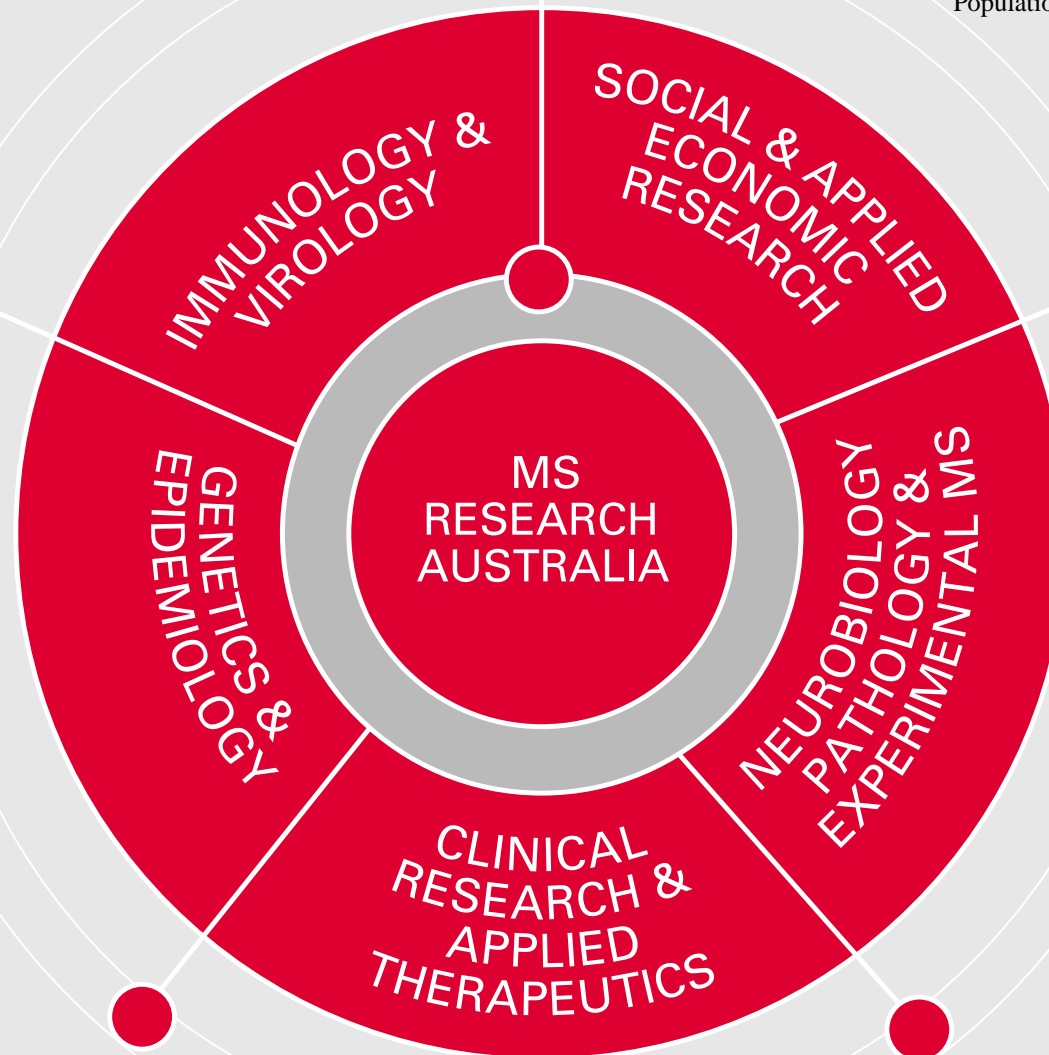 Populatio
SOCIAL & APPLIED
ECONOMIC
RESEARCH
IMMUNOLOGY &
VIROLOGY
MS
RESEARCH
AUSTRALIA
NEUROBIOLOGY
PATHOLOGY &
EXPERIMENTAL MS
GENETICS &
EPIDEMIOLOGY
CLINICAL
RESEARCH &
APPLIED
THERAPEUTICS